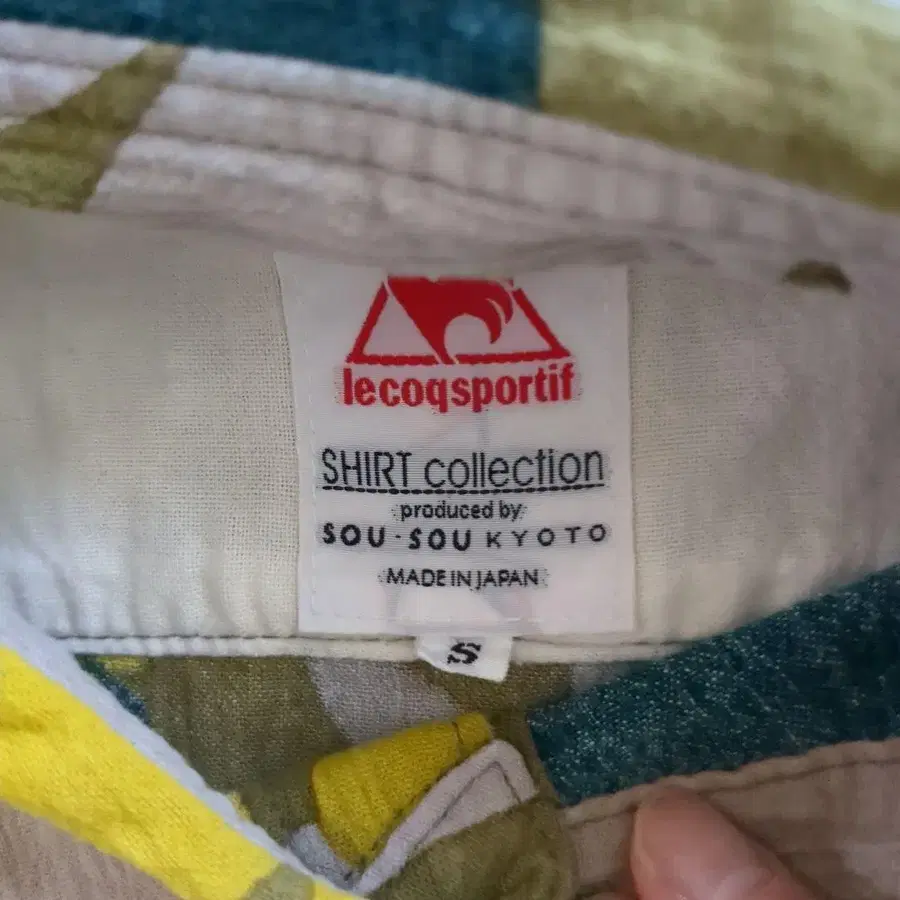 lecoqsportif
SHIRT collection
produced by
SOU・SOU KYOTO
MADE IN JAPAN
S